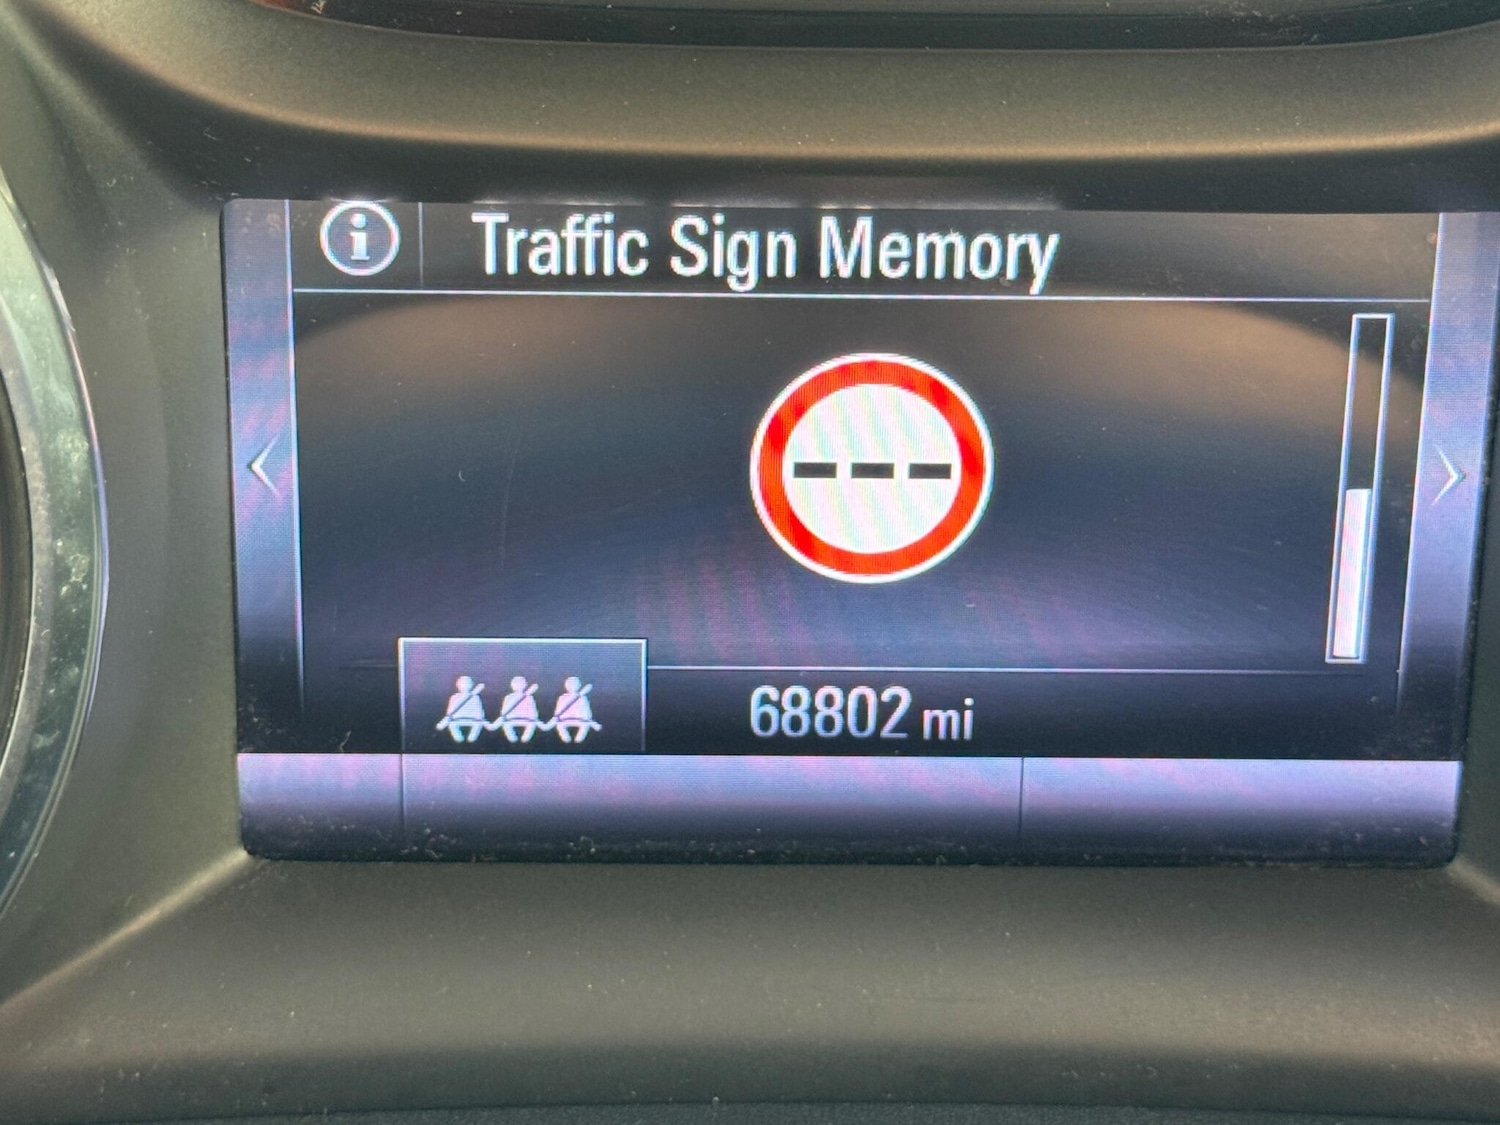 Traffic Sign Memory
---
68802 mi